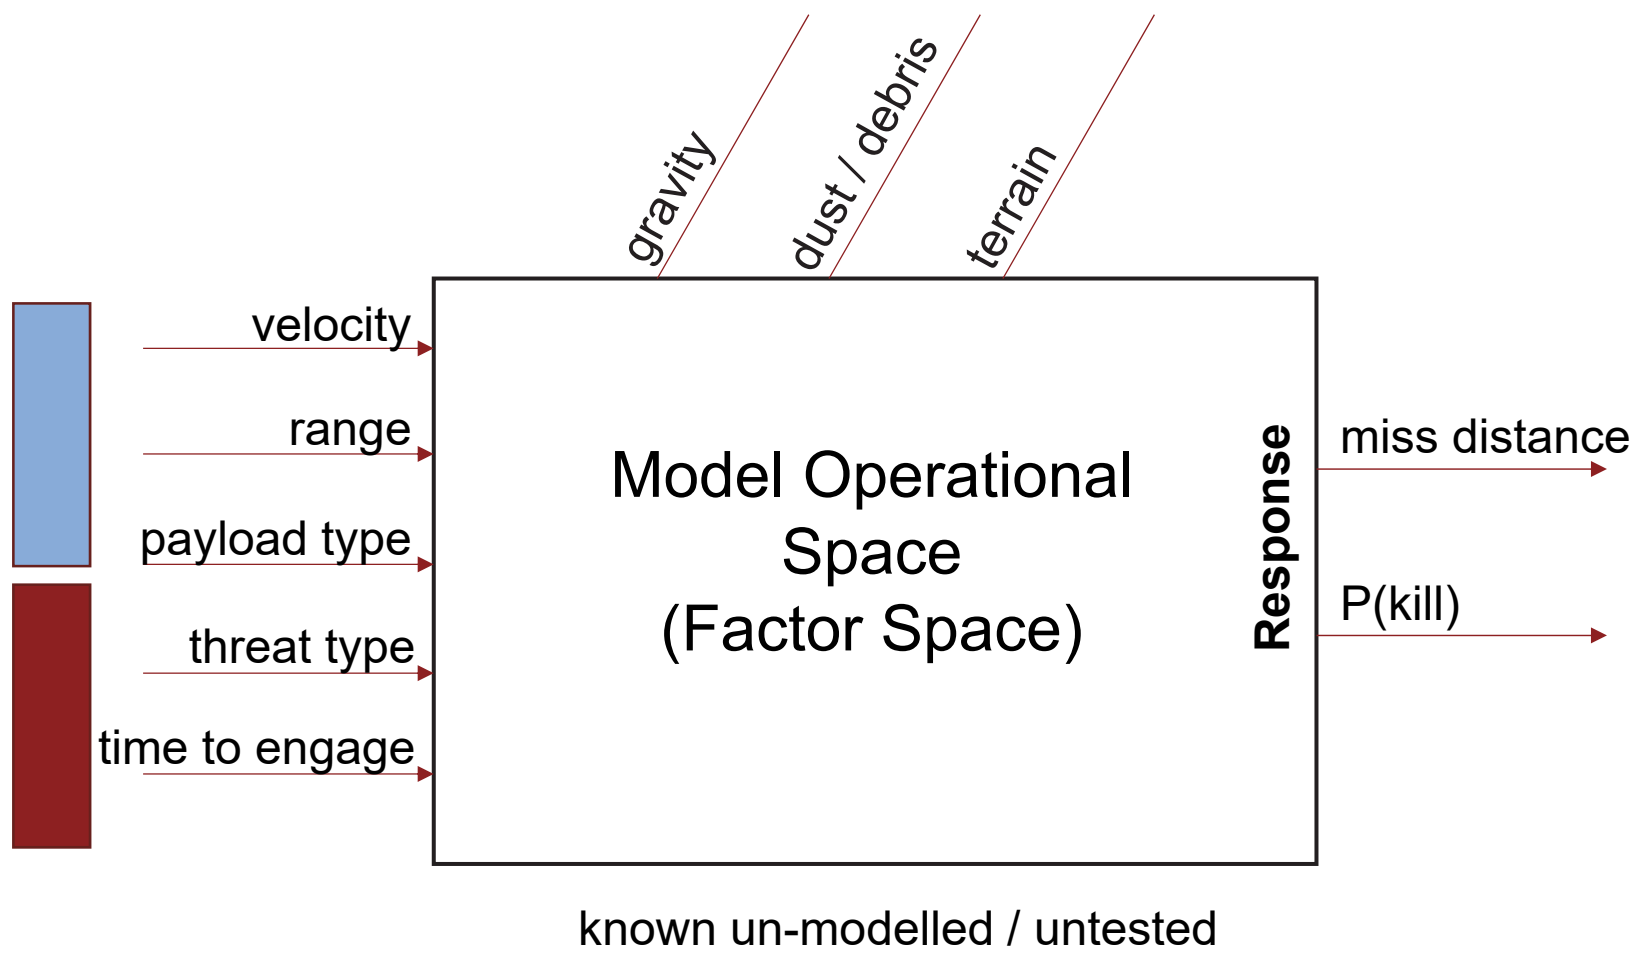 gravity
dust / debris
terrain
velocity
range
payload type
threat type
time to engage
Model Operational
Space
(Factor Space)
Response
miss distance
P(kill)
known un-modelled / untested